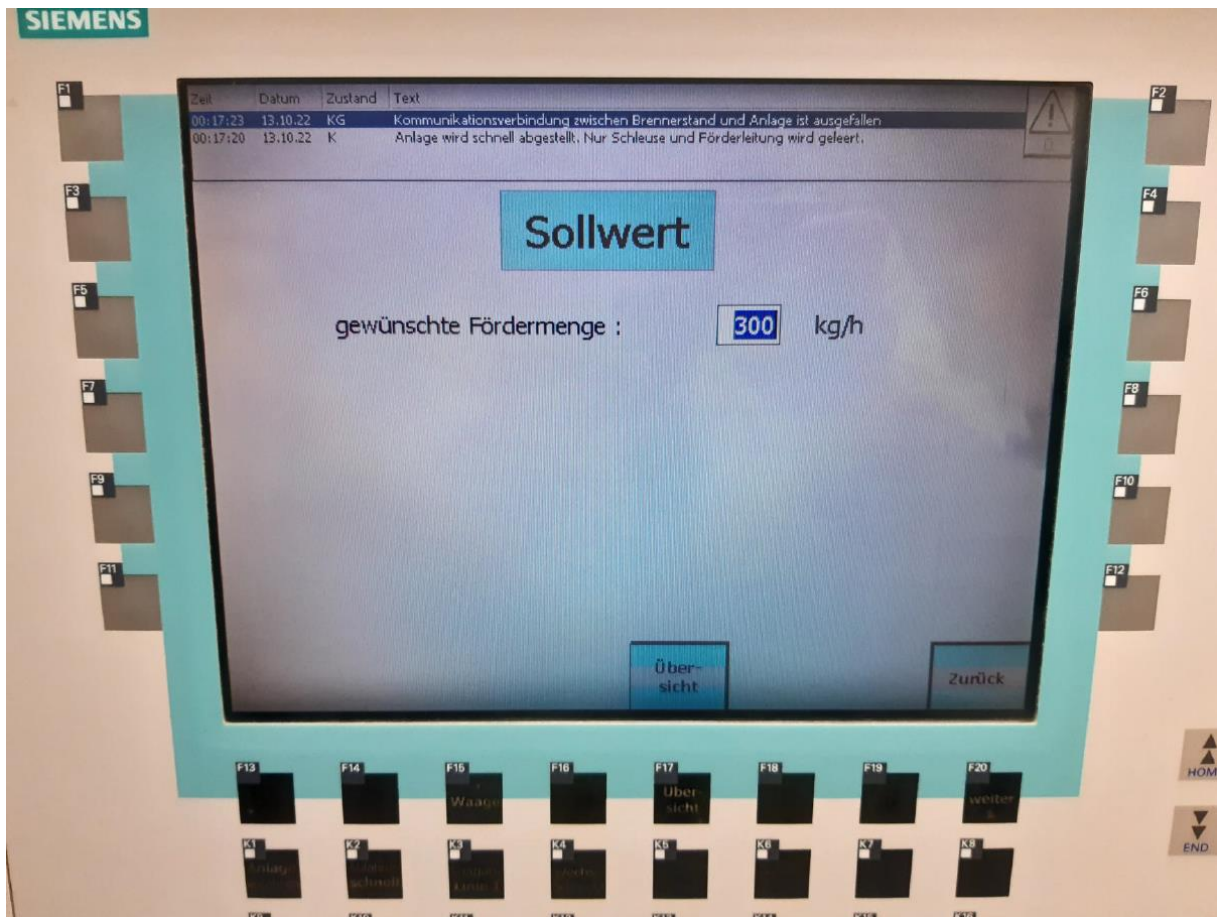 SIEMENS
F1
F2
Zeit Datum Zustand Text
00:17:23 13.10.22 KG Kommunikationsverbindung zwischen Brennerstand und Anlage ist ausgefallen
00:17:20 13.10.22 K Anlage wird schnell abgestellt. Nur Schleuse und Förderleitung wird geleert.
F3
F4
Sollwert
F5
F6
gewünschte Fördermenge : 300 kg/h
F7
F8
F9
F10
F11
F12
Über-
sicht
Zurück
HOME
F13 F14 F15 F16 F17 F18 F19 F20
Waage Über- weiter
sicht
END
K1 K2 K3 K4 K5 K6 K7 K8
Anlage
schnell